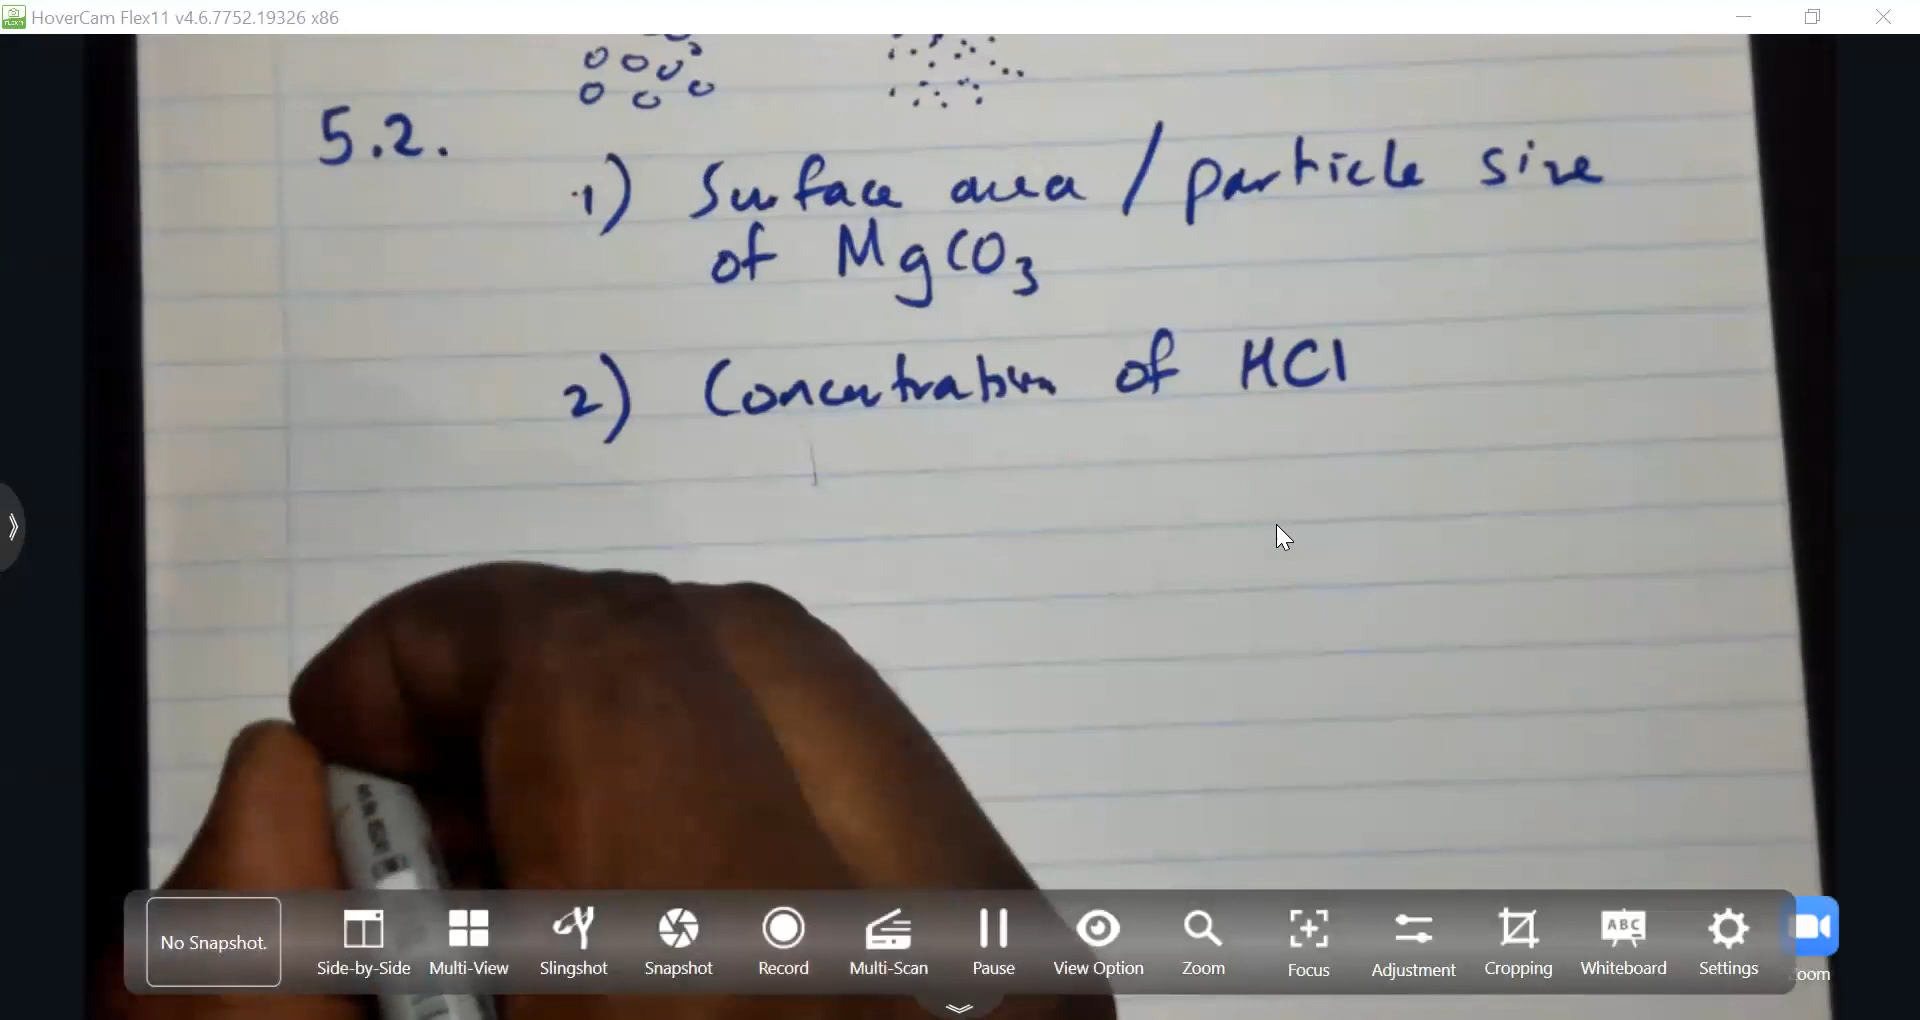 HoverCam Flex11 v4.6.7752.19326 x86
5.2.
1) Surface area / particle size
of MgCO3
2) Concentration of HCl
No Snapshot.
Side-by-Side Multi-View Slingshot Snapshot Record Multi-Scan Pause View Option Zoom Focus Adjustment Cropping ABC Whiteboard Settings oom